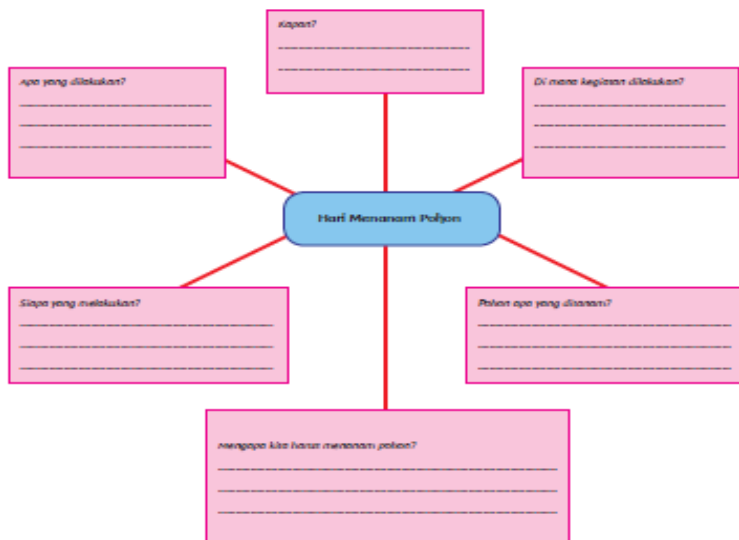 Kapan?
Apa yang dilakukan?
Di mana kegiatan dilakukan?
Hari Menanam Pohon
Siapa yang melakukan?
Pohon apa yang ditanam?
Mengapa kita harus menanam pohon?